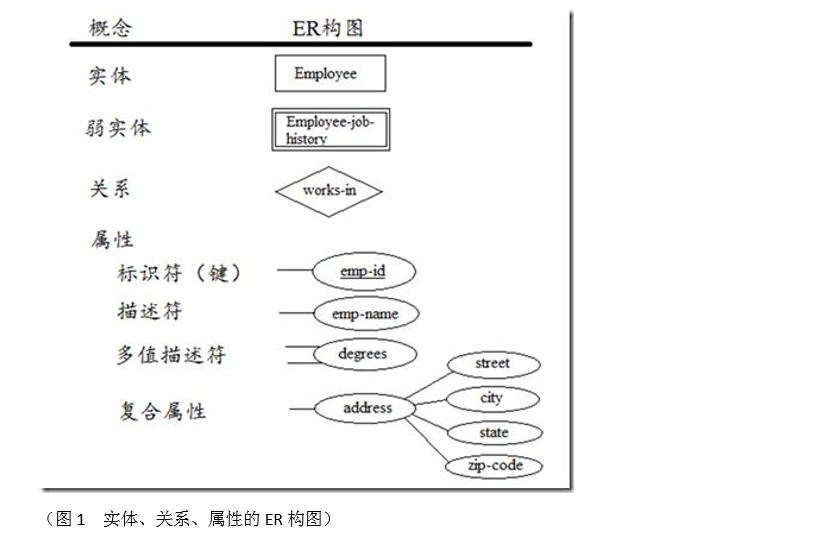 概念 ER构图
实体 Employee
弱实体 Employee-job-
history
关系 works-in
属性
标识符（键） emp-id
描述符 emp-name
多值描述符 degrees
street
city
复合属性 address
state
zip-code
（图1 实体、关系、属性的ER构图）